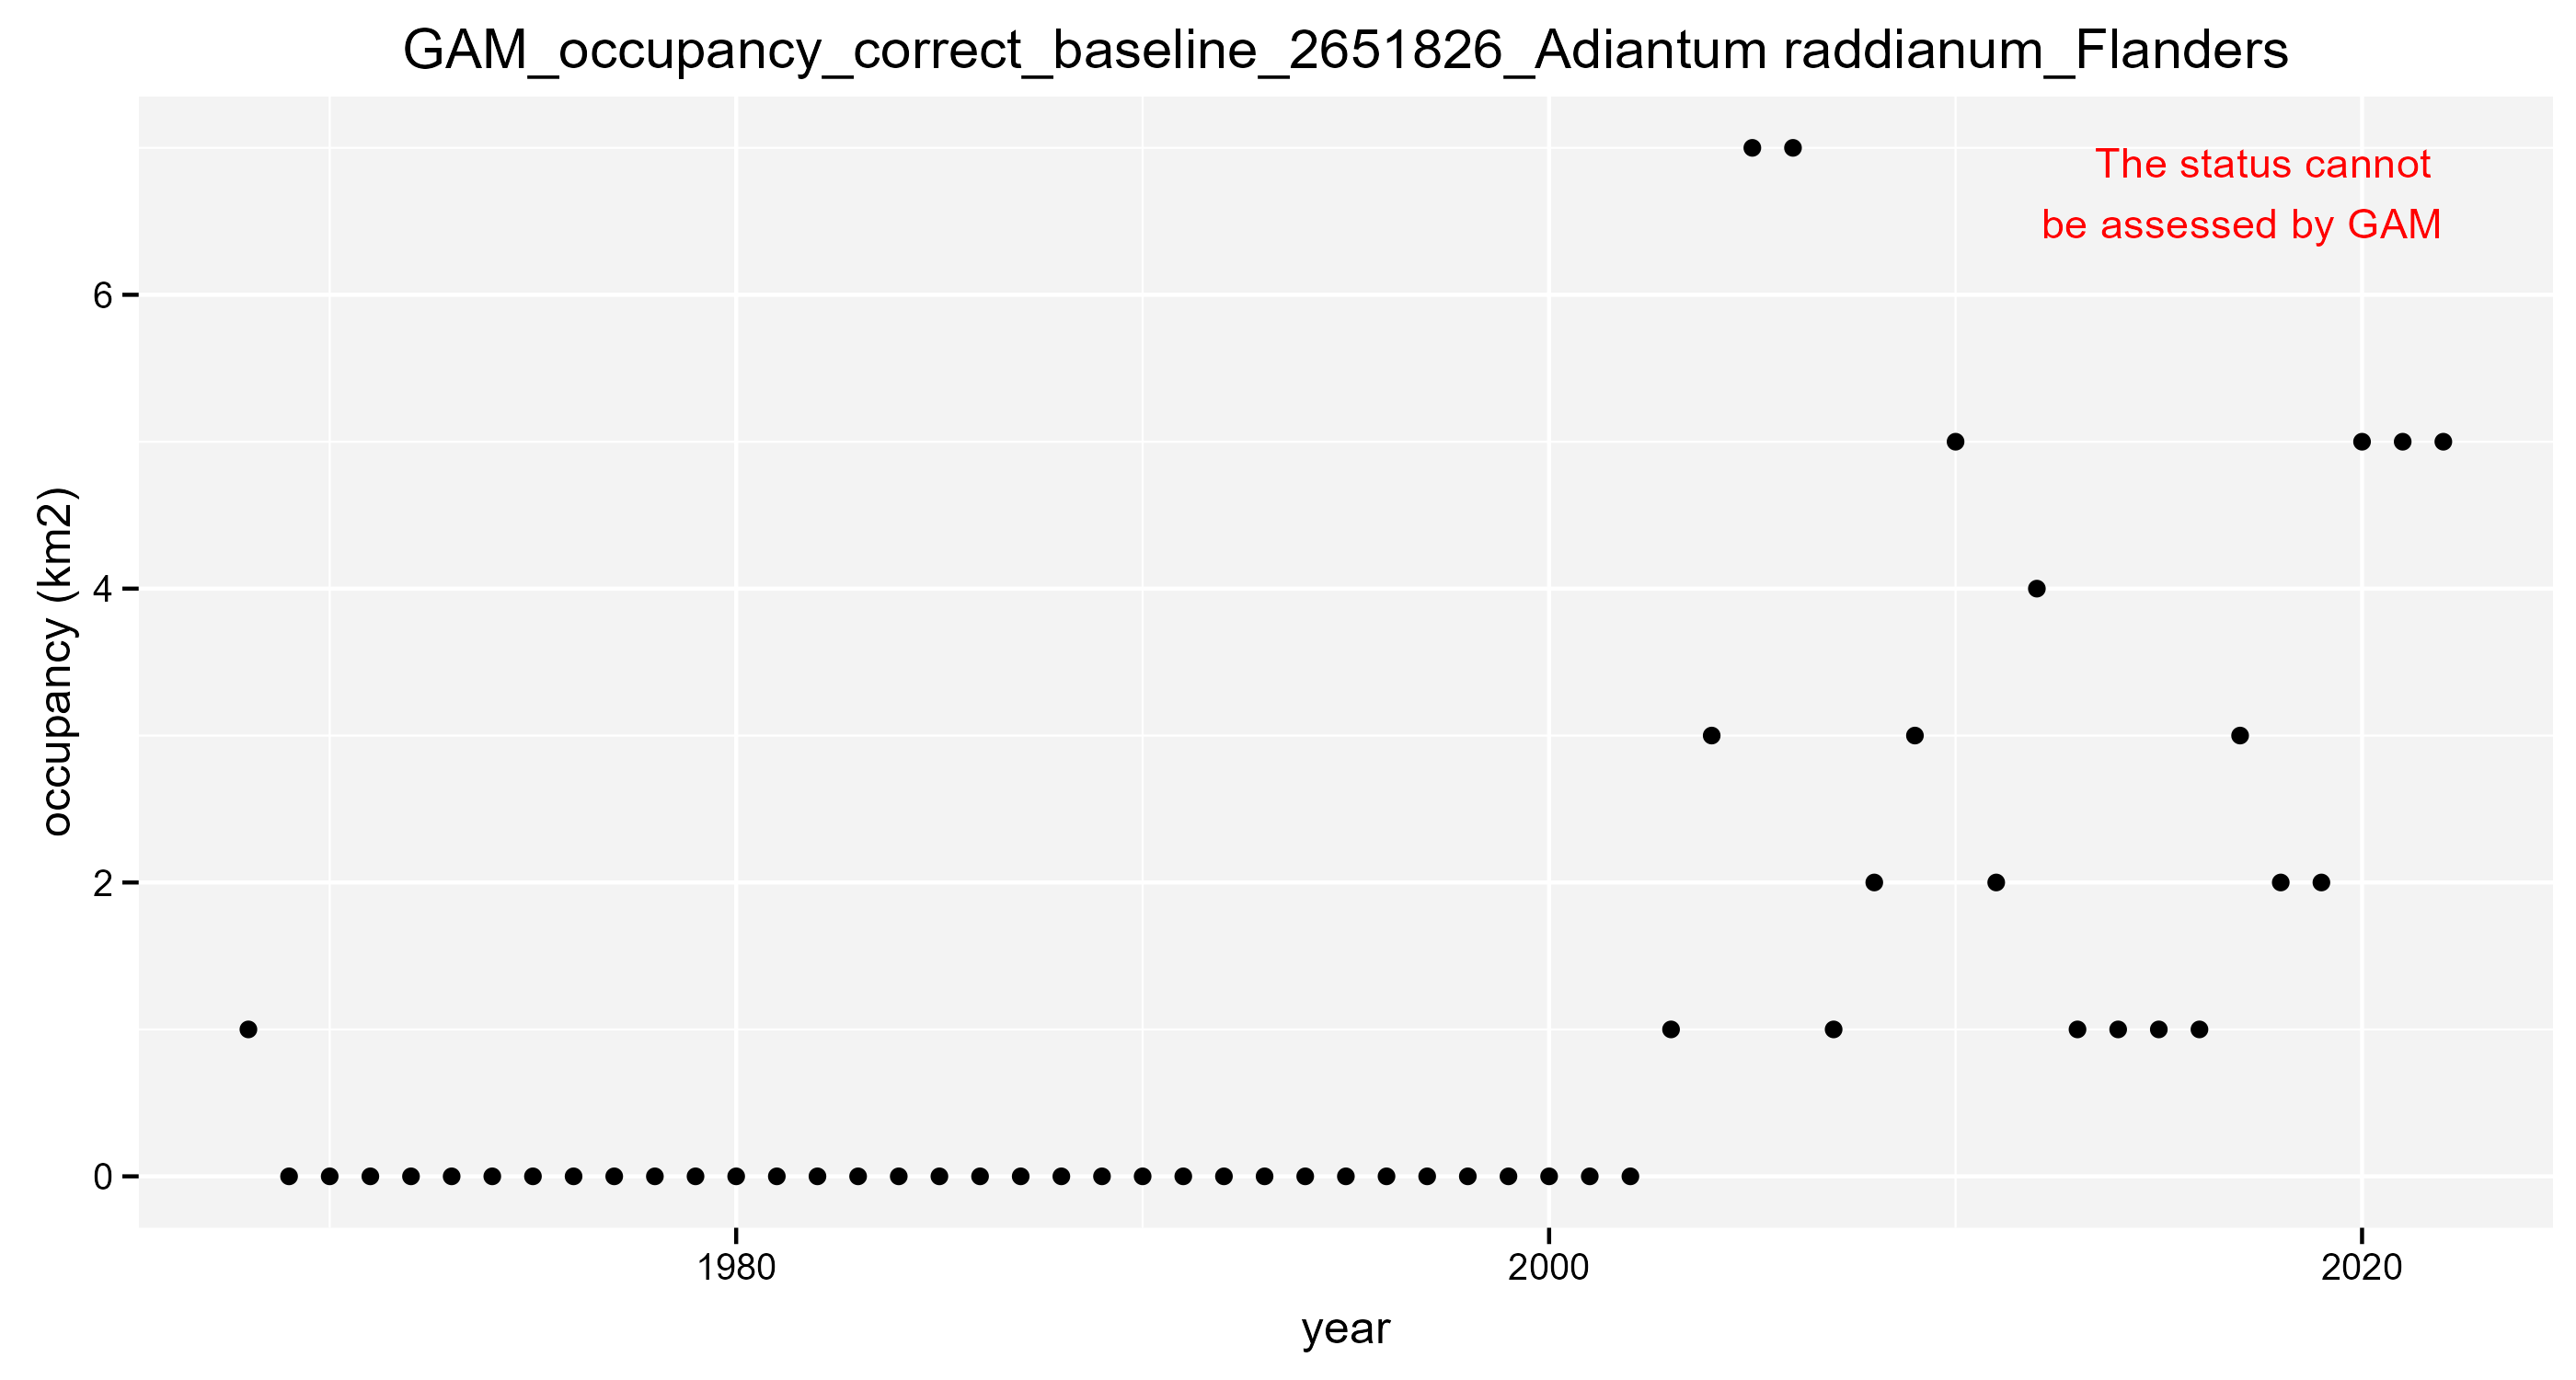 GAM_occupancy_correct_baseline_2651826_Adiantum raddianum_Flanders
The status cannot
be assessed by GAM
occupancy (km2)
6
4
2
0
1980
2000
2020
year